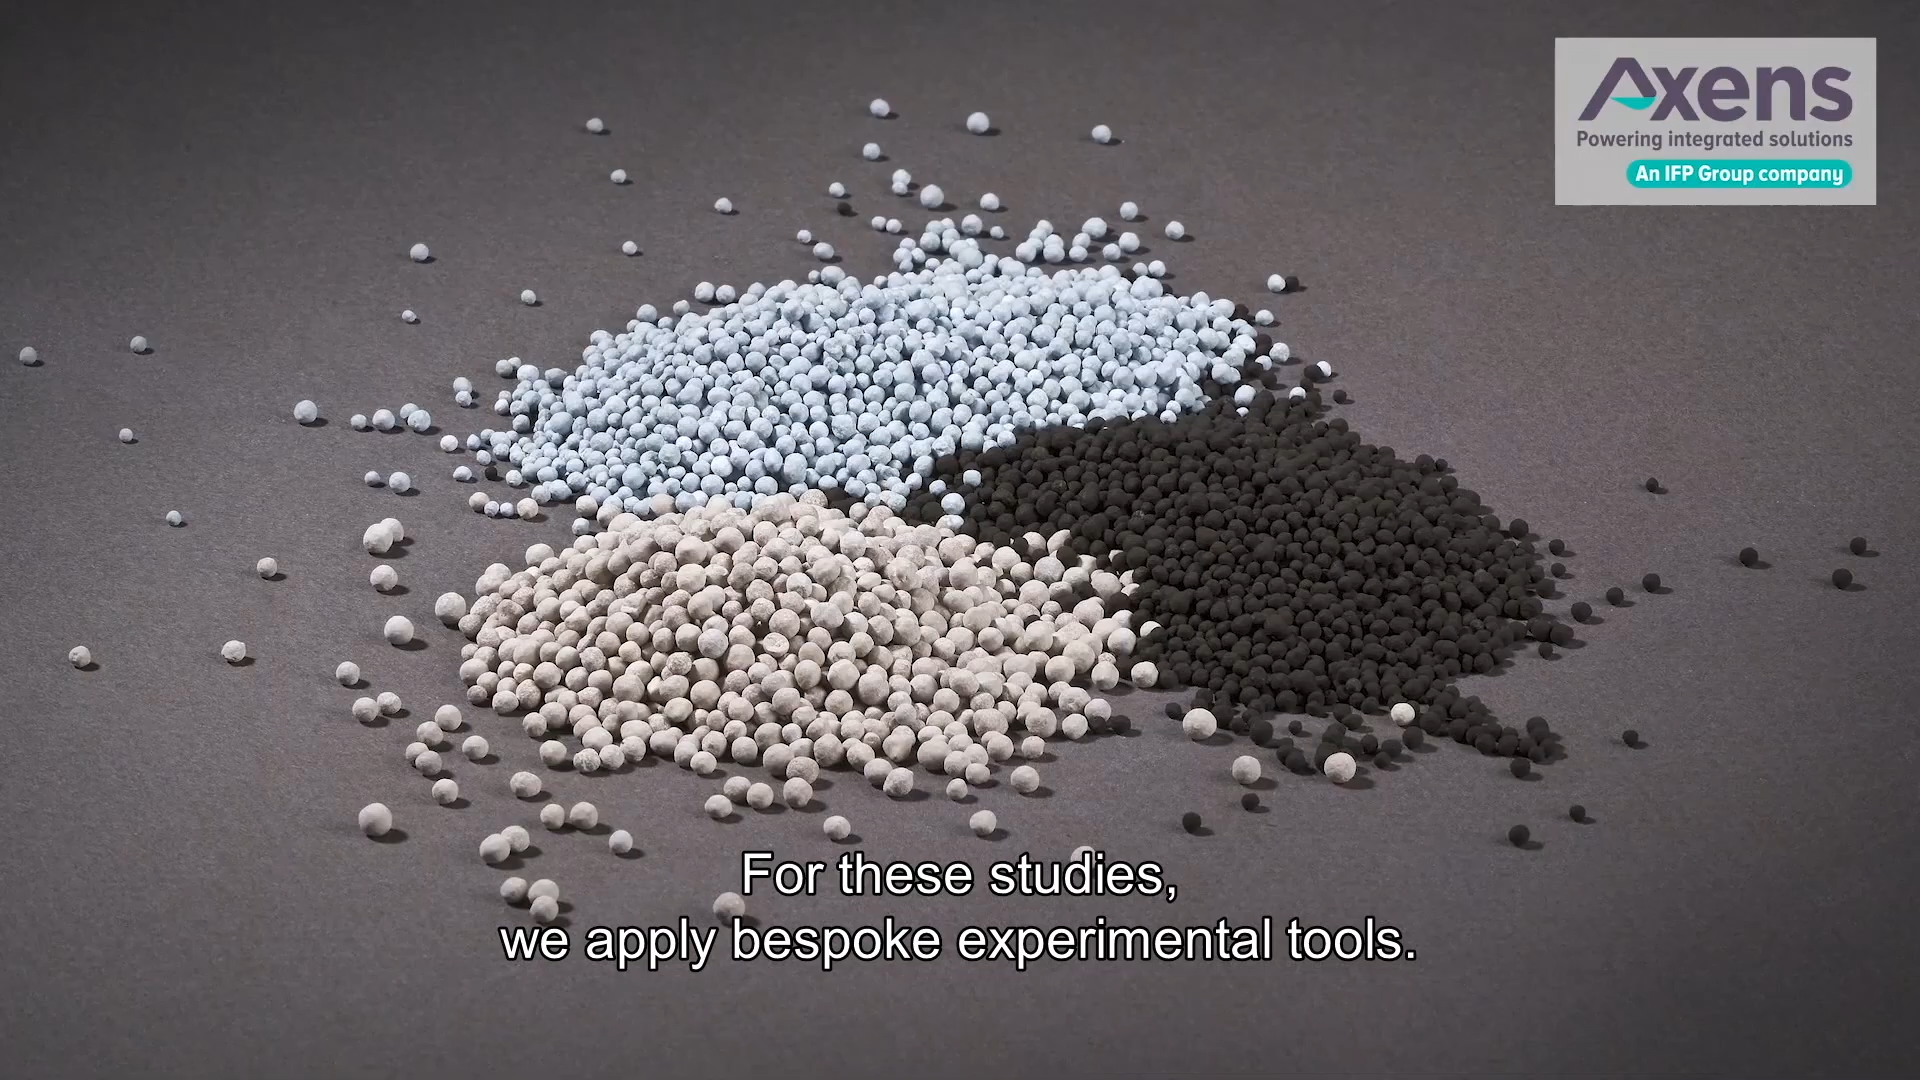 Axens
Powering integrated solutions
An IFP Group company
For these studies,
we apply bespoke experimental tools.